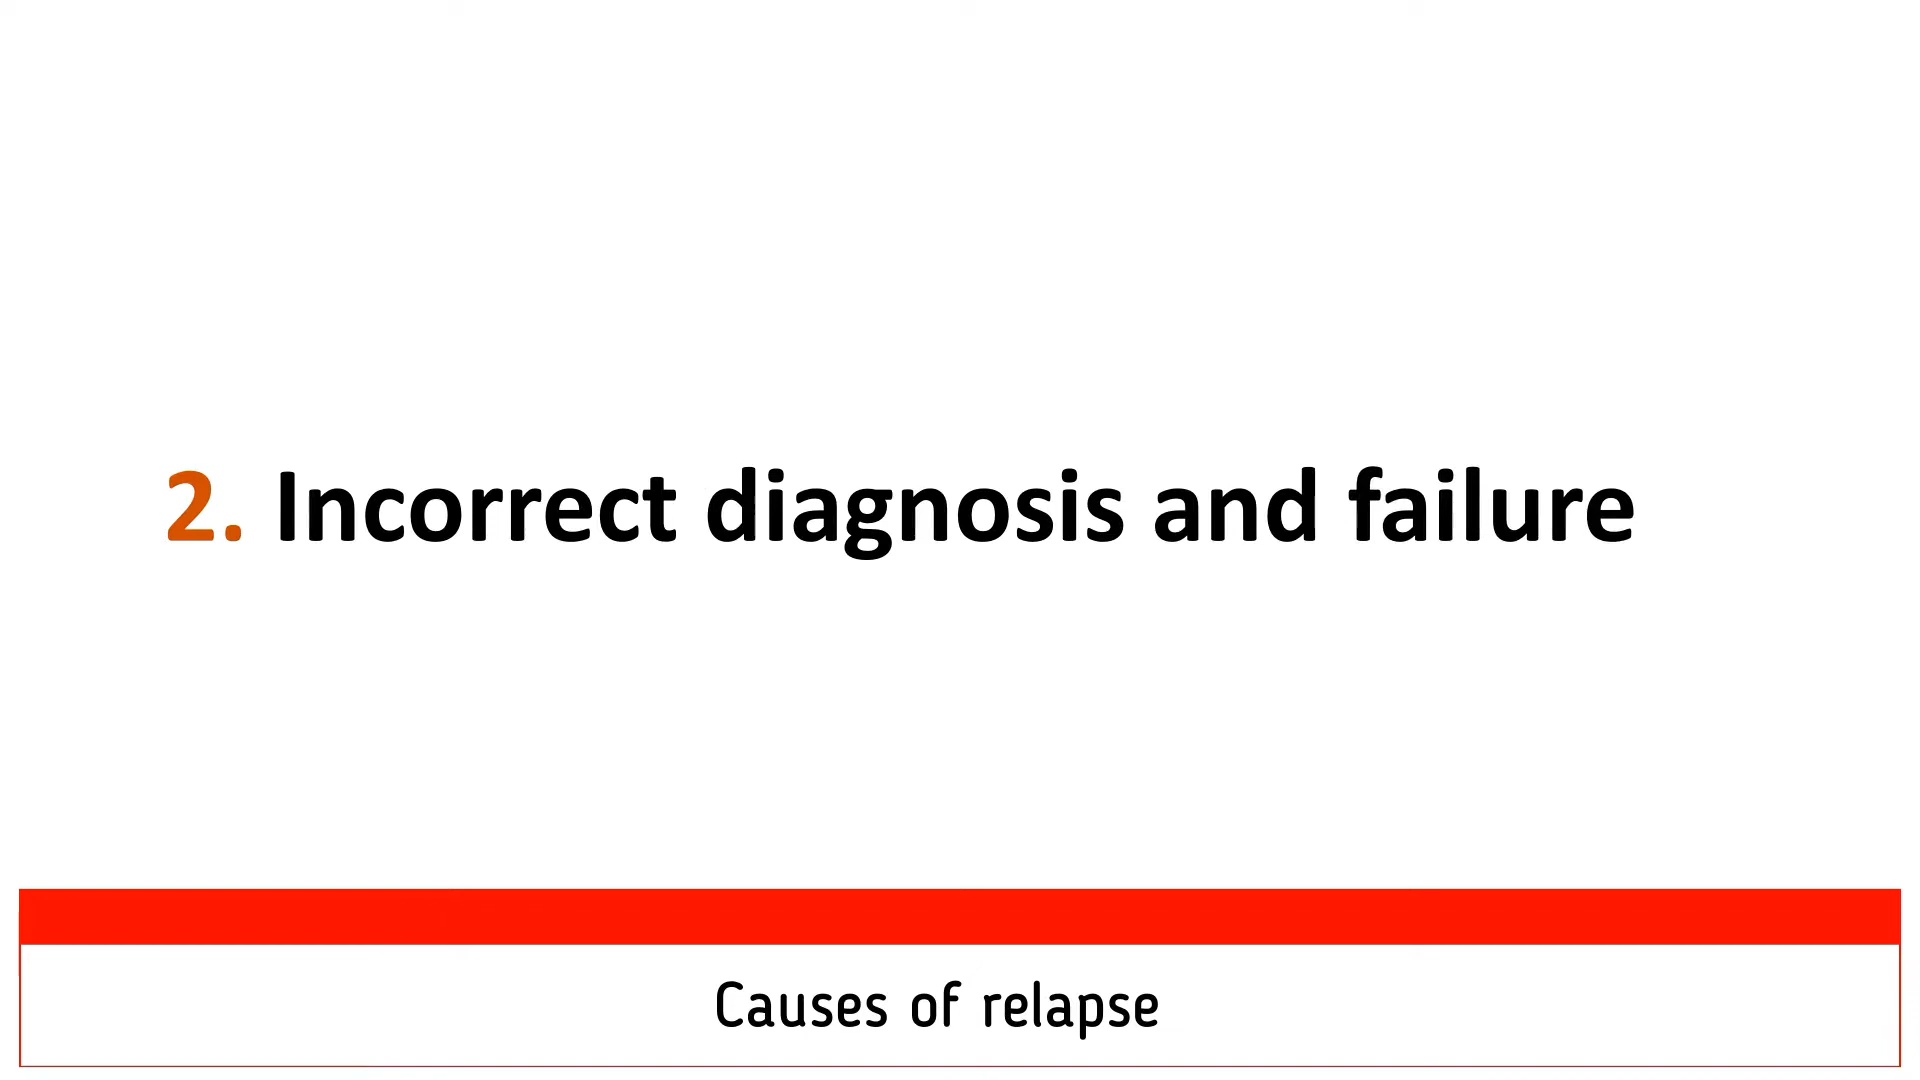 2. Incorrect diagnosis and failure
Causes of relapse